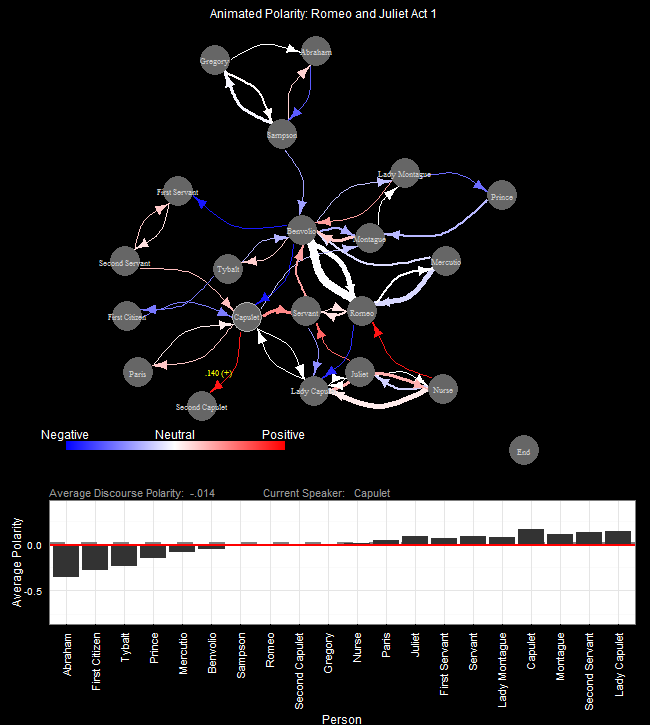 Animated Polarity: Romeo and Juliet Act 1
Abraham
Gregory
Sampson
Lady Montague
First Servant
Prince
Benvolio
Montague
Second Servant
Tybalt
Mercutio
First Citizen
Capulet
Servant
Romeo
Paris
.140 (+)
Juliet
Lady Capulet
Nurse
Second Capulet
Negative Neutral Positive
End
Average Discourse Polarity: -.014 Current Speaker: Capulet
Average Polarity
0.0
-0.5
Abraham
First Citizen
Tybalt
Prince
Mercutio
Benvolio
Sampson
Romeo
Second Capulet
Gregory
Nurse
Paris
Juliet
First Servant
Servant
Lady Montague
Capulet
Montague
Second Servant
Lady Capulet
Person